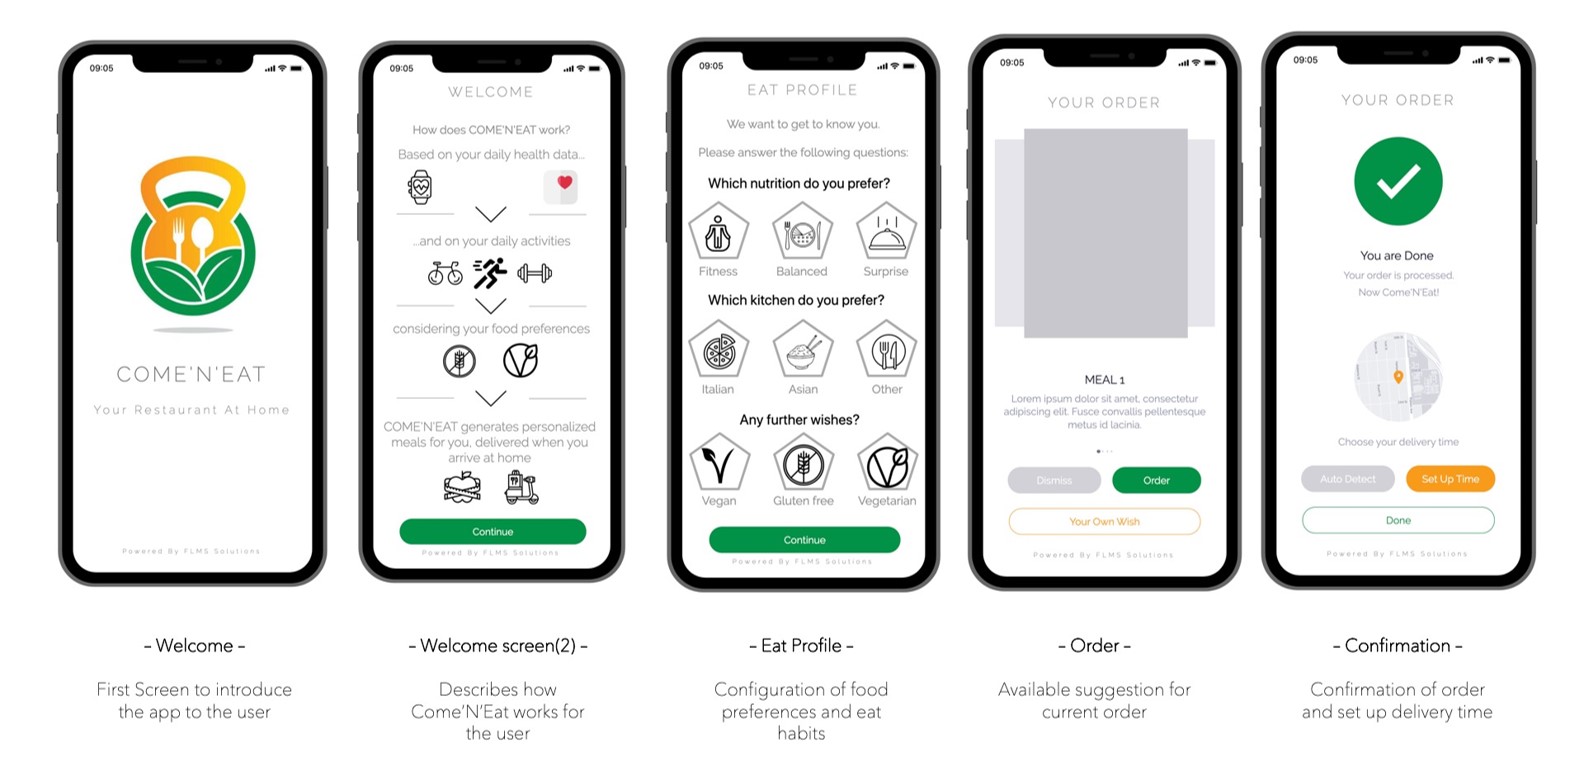 09:05
COME'N'EAT
Your Restaurant At Home
Powered By FLMS Solutions
- Welcome -
First Screen to introduce
the app to the user
09:05
WELCOME
How does COME'N'EAT work?
Based on your daily health data...
...and on your daily activities
considering your food preferences
COME'N'EAT generates personalized
meals for you, delivered when you
arrive at home
Continue
Powered By FLMS Solutions
- Welcome screen(2) -
Describes how
Come'N'Eat works for
the user
09:05
EAT PROFILE
We want to get to know you.
Please answer the following questions:
Which nutrition do you prefer?
Fitness Balanced Surprise
Which kitchen do you prefer?
Italian Asian Other
Any further wishes?
Vegan Gluten free Vegetarian
Continue
Powered By FLMS Solutions
- Eat Profile -
Configuration of food
preferences and eat
habits
09:05
YOUR ORDER
MEAL 1
Lorem ipsum dolor sit amet, consectetur
adipiscing elit. Fusce convallis pellentesque
metus id lacinia.
Dismiss Order
Your Own Wish
Powered By FLMS Solutions
- Order -
Available suggestion for
current order
09:05
YOUR ORDER
You are Done
Your order is processed.
Now Come'N'Eat!
Choose your delivery time
Auto Detect Set Up Time
Done
Powered By FLMS Solutions
- Confirmation -
Confirmation of order
and set up delivery time